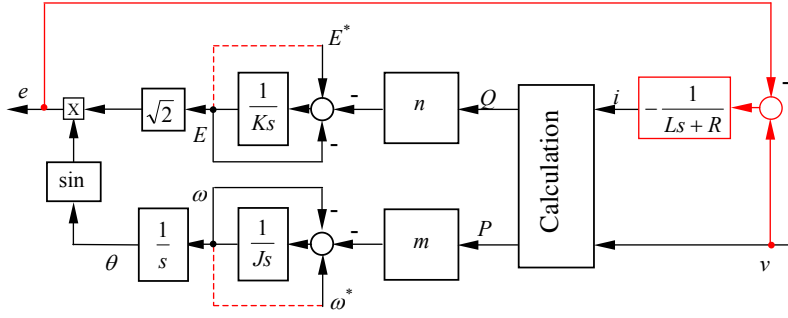 E*
-
e
X
√2
E
1/Ks
-
-
n
Q
Calculation
i
-1/(Ls + R)
-
sin
ω
θ
1/s
1/Js
-
-
m
P
ω*
v